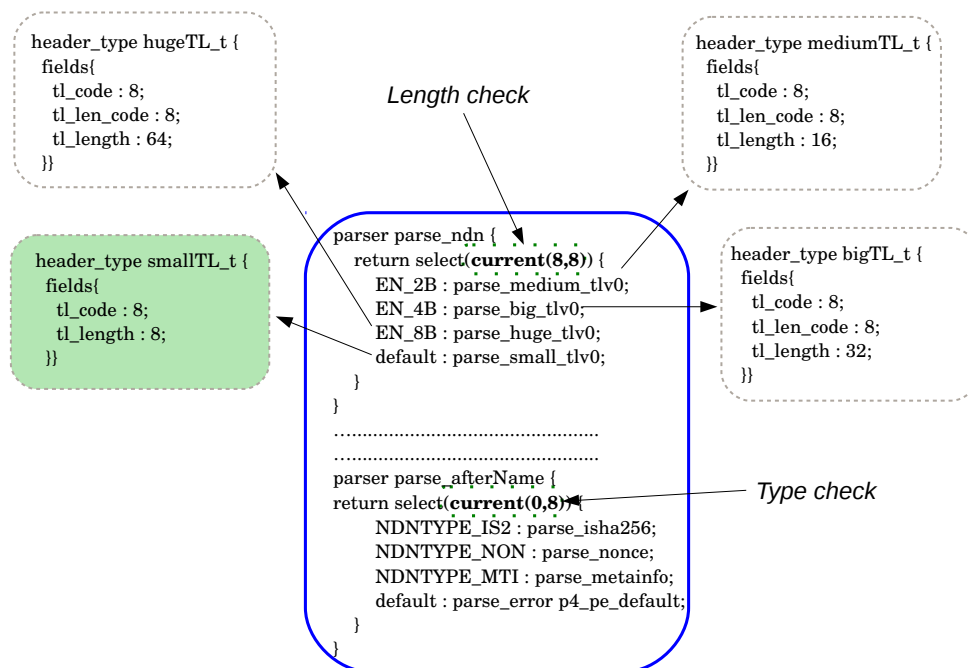 header_type hugeTL_t {
fields{
tl_code : 8;
tl_len_code : 8;
tl_length : 64;
}}
header_type mediumTL_t {
fields{
tl_code : 8;
tl_len_code : 8;
tl_length : 16;
}}
Length check
header_type smallTL_t {
fields{
tl_code : 8;
tl_length : 8;
}}
header_type bigTL_t {
fields{
tl_code : 8;
tl_len_code : 8;
tl_length : 32;
}}
parser parse_ndn {
return select(current(8,8)) {
EN_2B : parse_medium_tlv0;
EN_4B : parse_big_tlv0;
EN_8B : parse_huge_tlv0;
default : parse_small_tlv0;
}
}
......................................................
......................................................
parser parse_afterName {
return select(current(0,8)) {
NDNTYPE_IS2 : parse_isha256;
NDNTYPE_NON : parse_nonce;
NDNTYPE_MTI : parse_metainfo;
default : parse_error p4_pe_default;
}
}
Type check